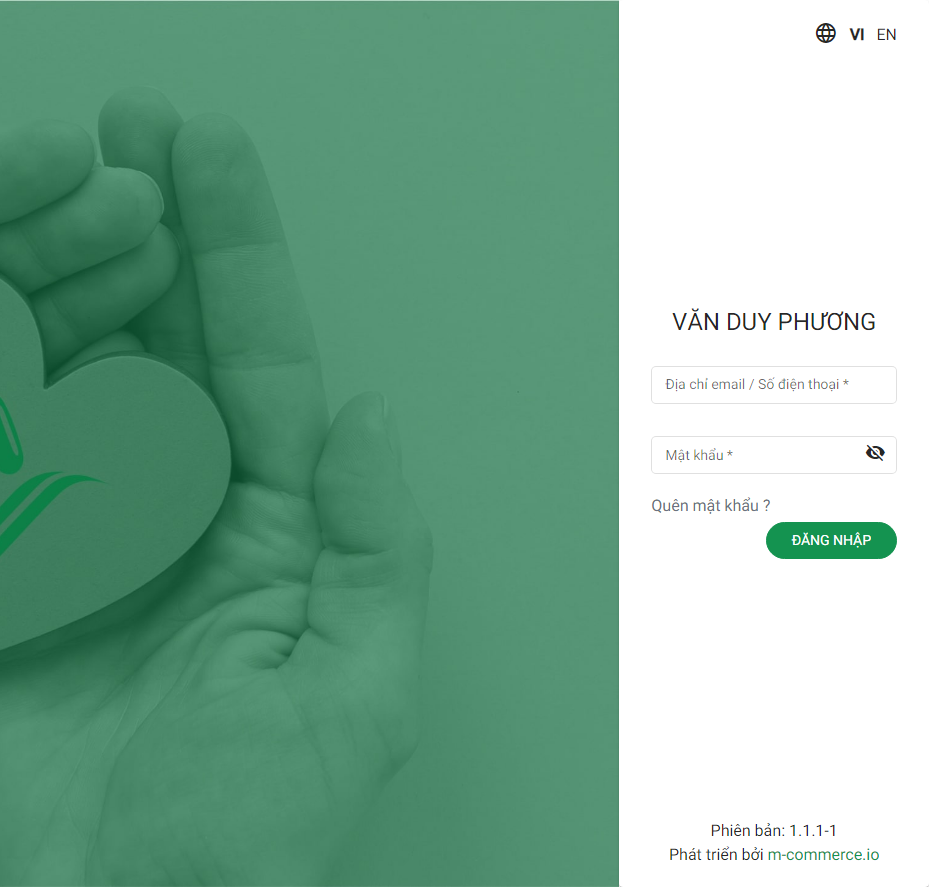 VI EN
VĂN DUY PHƯƠNG
Địa chỉ email / Số điện thoại *
Mật khẩu *
Quên mật khẩu ?
ĐĂNG NHẬP
Phiên bản: 1.1.1-1
Phát triển bởi m-commerce.io